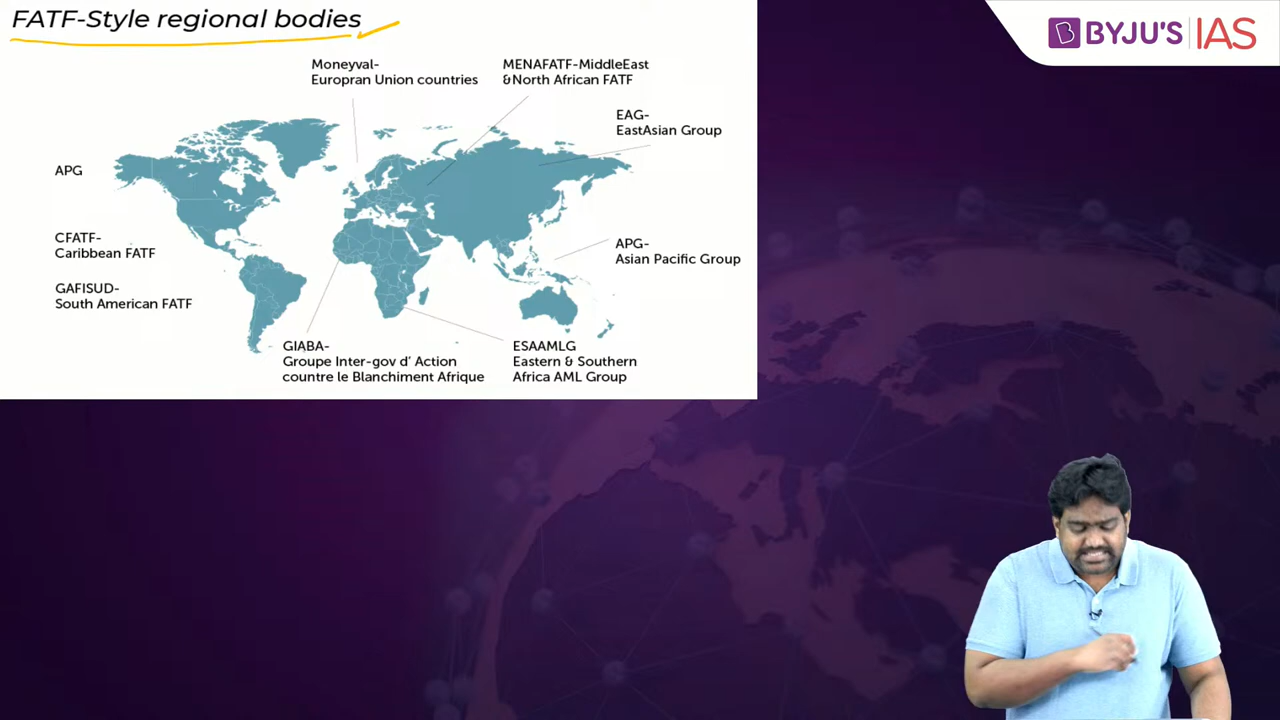 FATF-Style regional bodies
BYJU'S IAS
Moneyval-
Europran Union countries
MENAFATF-MiddleEast
&North African FATF
EAG-
EastAsian Group
APG
CFATF-
Caribbean FATF
APG-
Asian Pacific Group
GAFISUD-
South American FATF
GIABA-
Groupe Inter-gov d' Action
countre le Blanchiment Afrique
ESAAMLG
Eastern & Southern
Africa AML Group